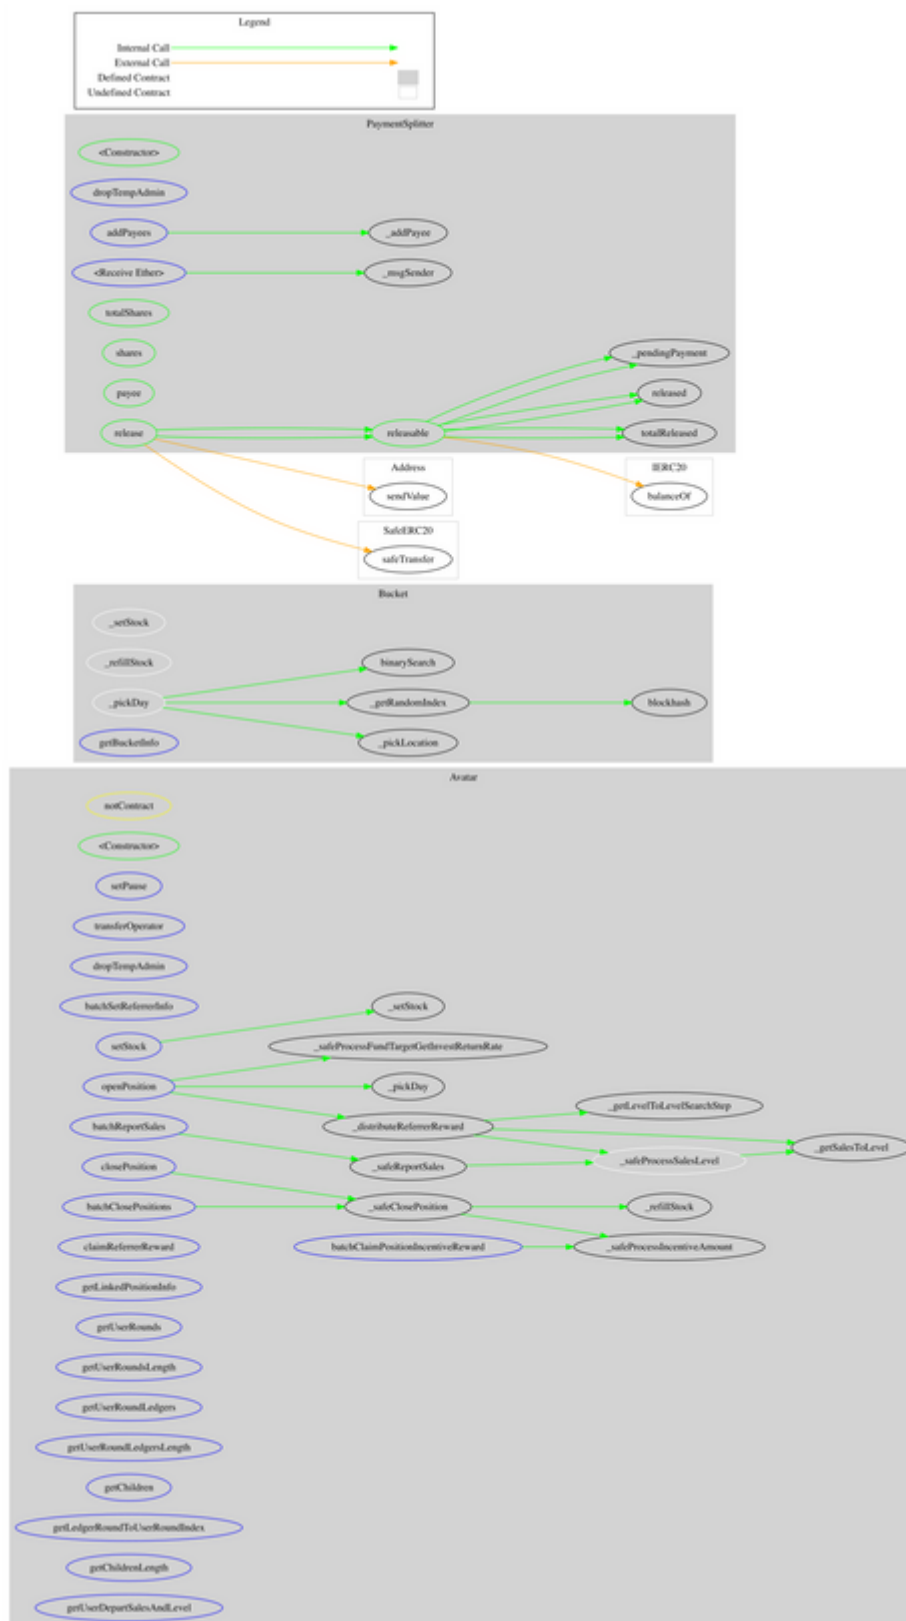 Legend
Internal Call
External Call
Defined Contract
Undefined Contract
PaymentSplitter
<Constructor>
dropTempAdmin
addPayees
_addPayee
<Receive Ether>
_msgSender
totalShares
shares
_pendingPayment
payee
released
release
releasable
totalReleased
Address
IERC20
sendValue
balanceOf
SafeERC20
safeTransfer
Bucket
_setStock
_refillStock
binarySearch
_pickDay
_getRandomIndex
blockhash
getBucketInfo
_pickLocation
Avatar
notContract
<Constructor>
setPause
transferOperator
dropTempAdmin
batchSetReferrerInfo
_setStock
setStock
_safeProcessFundTargetGetInvestReturnRate
openPosition
_pickDay
_getLevelToLevelSearchStep
batchReportSales
_distributeReferrerReward
_getSalesToLevel
closePosition
_safeReportSales
_safeProcessSalesLevel
batchClosePositions
_safeClosePosition
_refillStock
claimReferrerReward
batchClaimPositionIncentiveReward
_safeProcessIncentiveAmount
getLinkedPositionInfo
getUserRounds
getUserRoundsLength
getUserRoundLedgers
getUserRoundLedgersLength
getChildren
getLedgerRoundToUserRoundIndex
getChildrenLength
getUserDepartSalesAndLevel